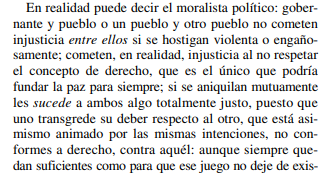 En realidad puede decir el moralista político: gober-
nante y pueblo o un pueblo y otro pueblo no cometen
injusticia entre ellos si se hostigan violenta o engaño-
samente; cometen, en realidad, injusticia al no respetar
el concepto de derecho, que es el único que podría
fundar la paz para siempre; si se aniquilan mutuamente
les sucede a ambos algo totalmente justo, puesto que
uno transgrede su deber respecto al otro, que está asi-
mismo animado por las mismas intenciones, no con-
formes a derecho, contra aquél: aunque siempre que-
dan suficientes como para que ese juego no deje de exis-